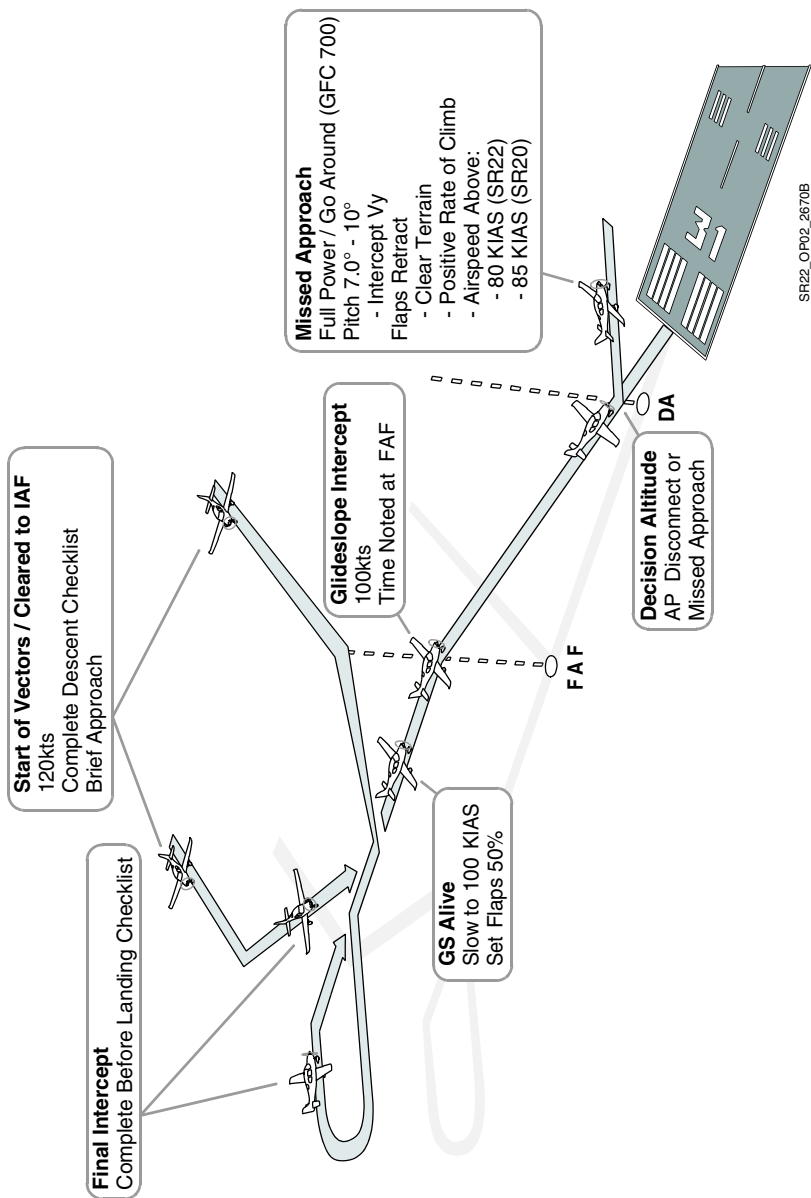 Final Intercept
Complete Before Landing Checklist
Start of Vectors / Cleared to IAF
120kts
Complete Descent Checklist
Brief Approach
GS Alive
Slow to 100 KIAS
Set Flaps 50%
Glideslope Intercept
100kts
Time Noted at FAF
FAF
Missed Approach
Full Power / Go Around (GFC 700)
Pitch 7.0° - 10°
- Intercept Vy
Flaps Retract
- Clear Terrain
- Positive Rate of Climb
- Airspeed Above:
- 80 KIAS (SR22)
- 85 KIAS (SR20)
Decision Altitude
AP Disconnect or
Missed Approach
DA
31
SR22_OP02_2670B